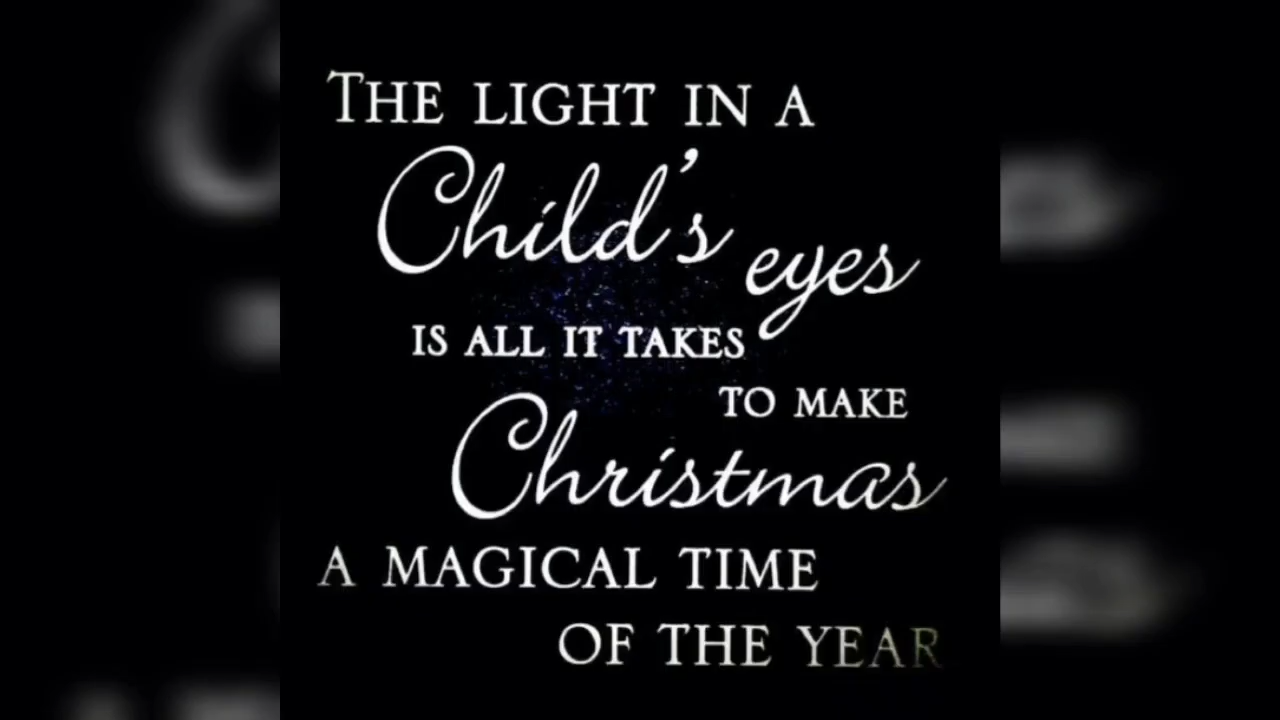 THE LIGHT IN A
Child's eyes
IS ALL IT TAKES
TO MAKE
Christmas
A MAGICAL TIME
OF THE YEAR